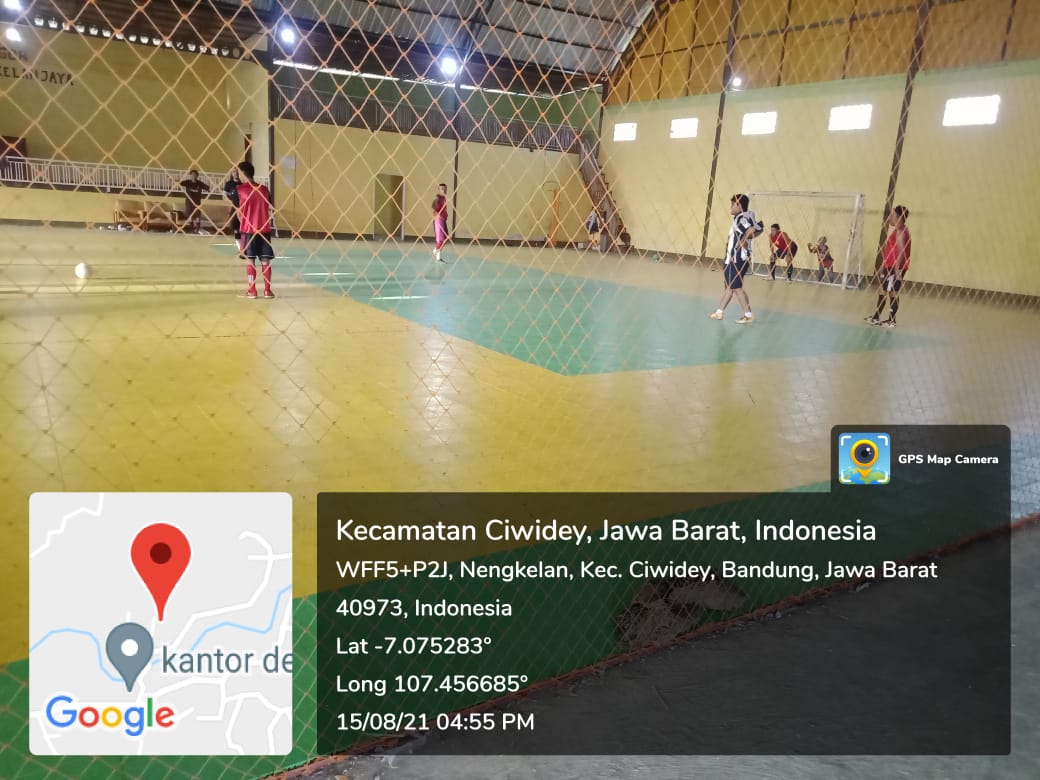 ELANJAYA
GPS Map Camera
Kecamatan Ciwidey, Jawa Barat, Indonesia
WFF5+P2J, Nengkelan, Kec. Ciwidey, Bandung, Jawa Barat
40973, Indonesia
Lat -7.075283°
Long 107.456685°
15/08/21 04:55 PM
kantor de
Google